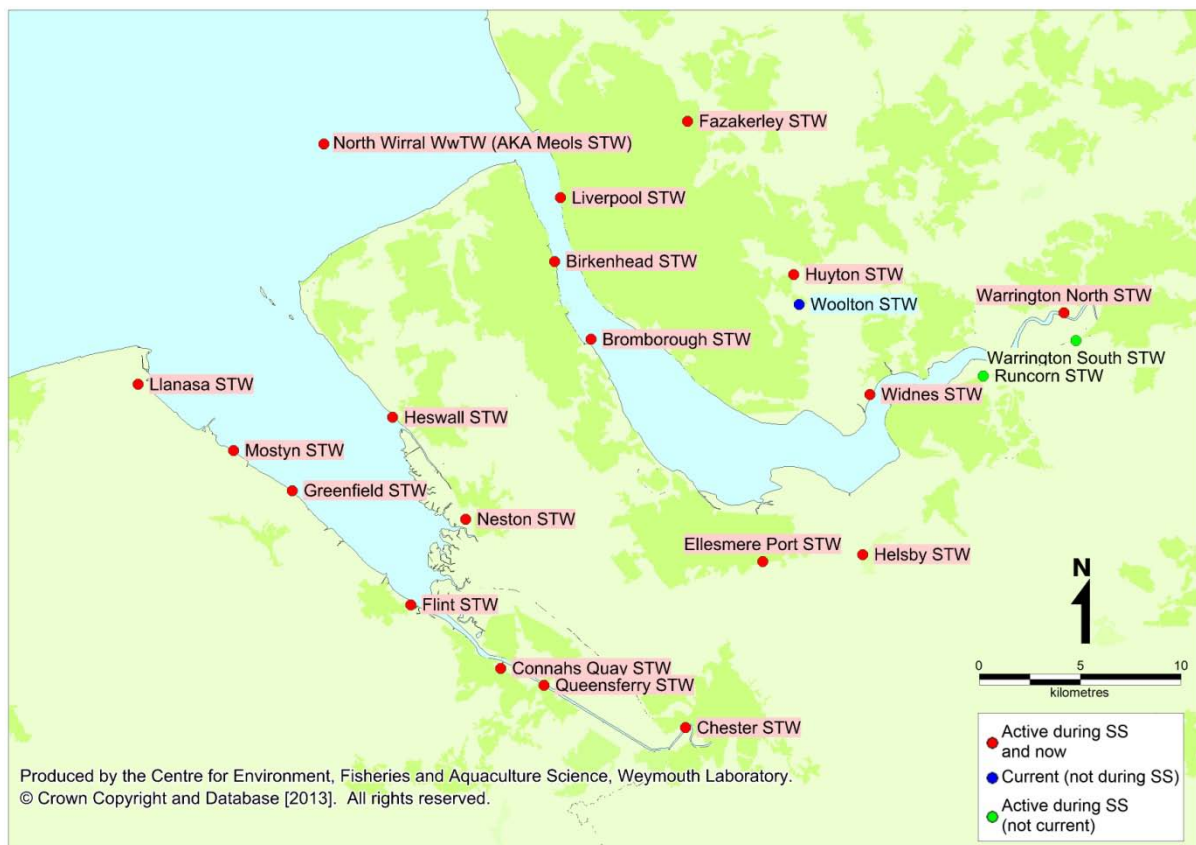 Fazakerley STW
North Wirral WwTW (AKA Meols STW)
Liverpool STW
Birkenhead STW
Huyton STW
Woolton STW
Warrington North STW
Bromborough STW
Warrington South STW
Runcorn STW
Llanasa STW
Widnes STW
Heswall STW
Mostyn STW
Greenfield STW
Neston STW
Ellesmere Port STW
Helsby STW
Flint STW
N
Connahs Quay STW
Queensferry STW
0 5 10
kilometres
Chester STW
Active during SS
and now
Current (not during SS)
Active during SS
(not current)
Produced by the Centre for Environment, Fisheries and Aquaculture Science, Weymouth Laboratory.
© Crown Copyright and Database [2013]. All rights reserved.